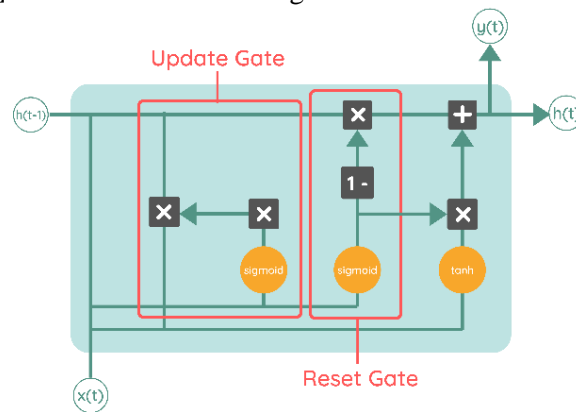 y(t)
Update Gate
h(t-1)
×
+
h(t)
1 -
×
×
×
sigmoid
sigmoid
tanh
Reset Gate
x(t)